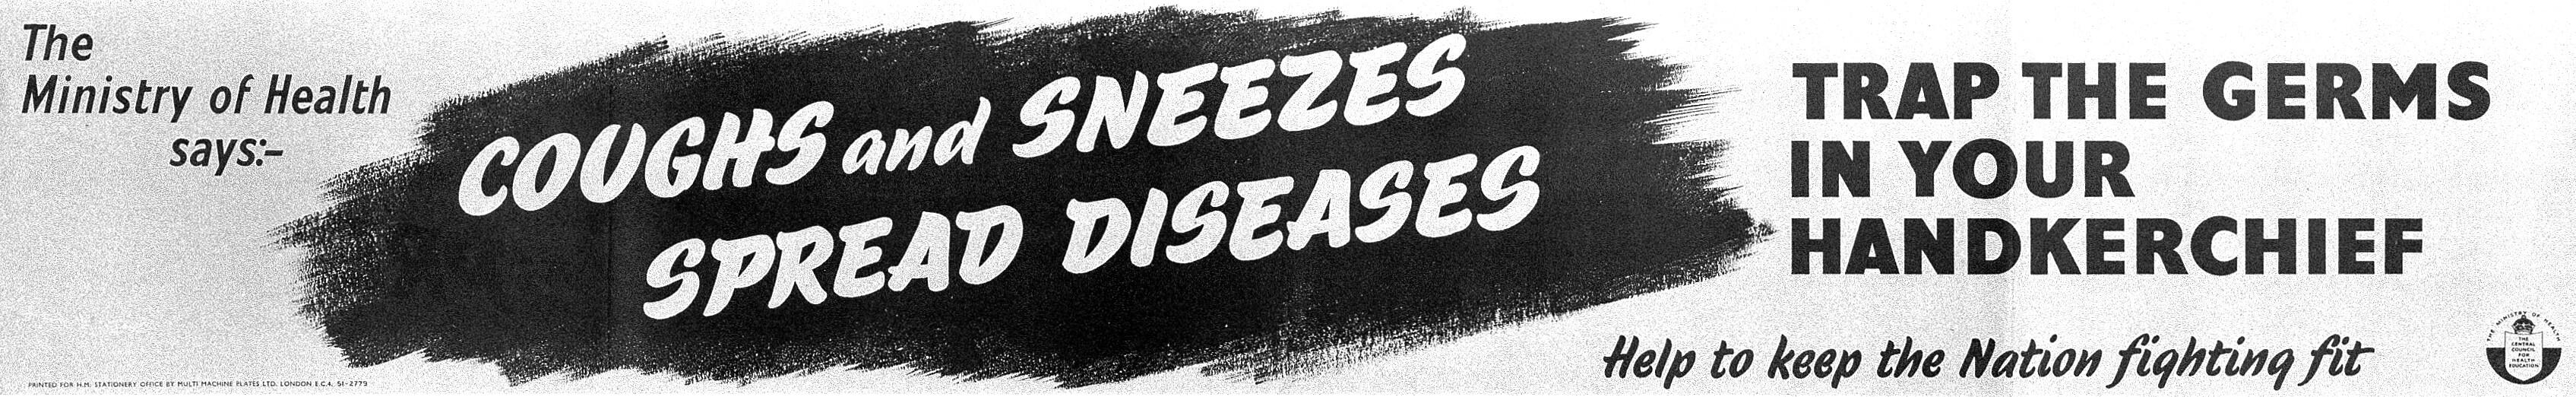 The
Ministry of Health
says:-
COUGHS and SNEEZES
SPREAD DISEASES
TRAP THE GERMS
IN YOUR
HANDKERCHIEF
Help to keep the Nation fighting fit
PRINTED FOR H.M. STATIONERY OFFICE BY MULTI MACHINE PLATES LTD. LONDON E.C.4. 51-2779
THE MINISTRY OF HEALTH
THE
CENTRAL
COUNCIL
FOR
HEALTH
EDUCATION